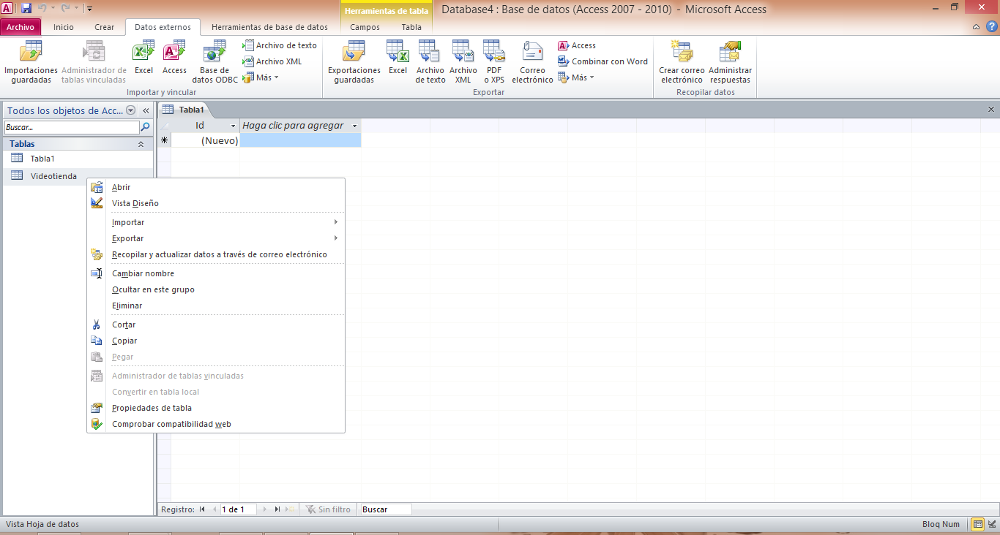 Herramientas de tabla
Database4 : Base de datos (Access 2007 - 2010) - Microsoft Access
Archivo
Inicio
Crear
Datos externos
Herramientas de base de datos
Campos
Tabla
Importaciones
guardadas
Administrador de
tablas vinculadas
Excel
Access
Base de
datos ODBC
Archivo de texto
Archivo XML
Más
Importar y vincular
Exportaciones
guardadas
Excel
Archivo
de texto
Archivo
XML
PDF
o XPS
Correo
electrónico
Access
Combinar con Word
Más
Exportar
Crear correo
electrónico
Administrar
respuestas
Recopilar datos
Todos los objetos de Acc...
Buscar...
Tablas
Tabla1
Videotienda
Tabla1
Id
Haga clic para agregar
(Nuevo)
Abrir
Vista Diseño
Importar
Exportar
Recopilar y actualizar datos a través de correo electrónico
Cambiar nombre
Ocultar en este grupo
Eliminar
Cortar
Copiar
Pegar
Administrador de tablas vinculadas
Convertir en tabla local
Propiedades de tabla
Comprobar compatibilidad web
Registro:
1 de 1
Sin filtro
Buscar
Vista Hoja de datos
Bloq Num